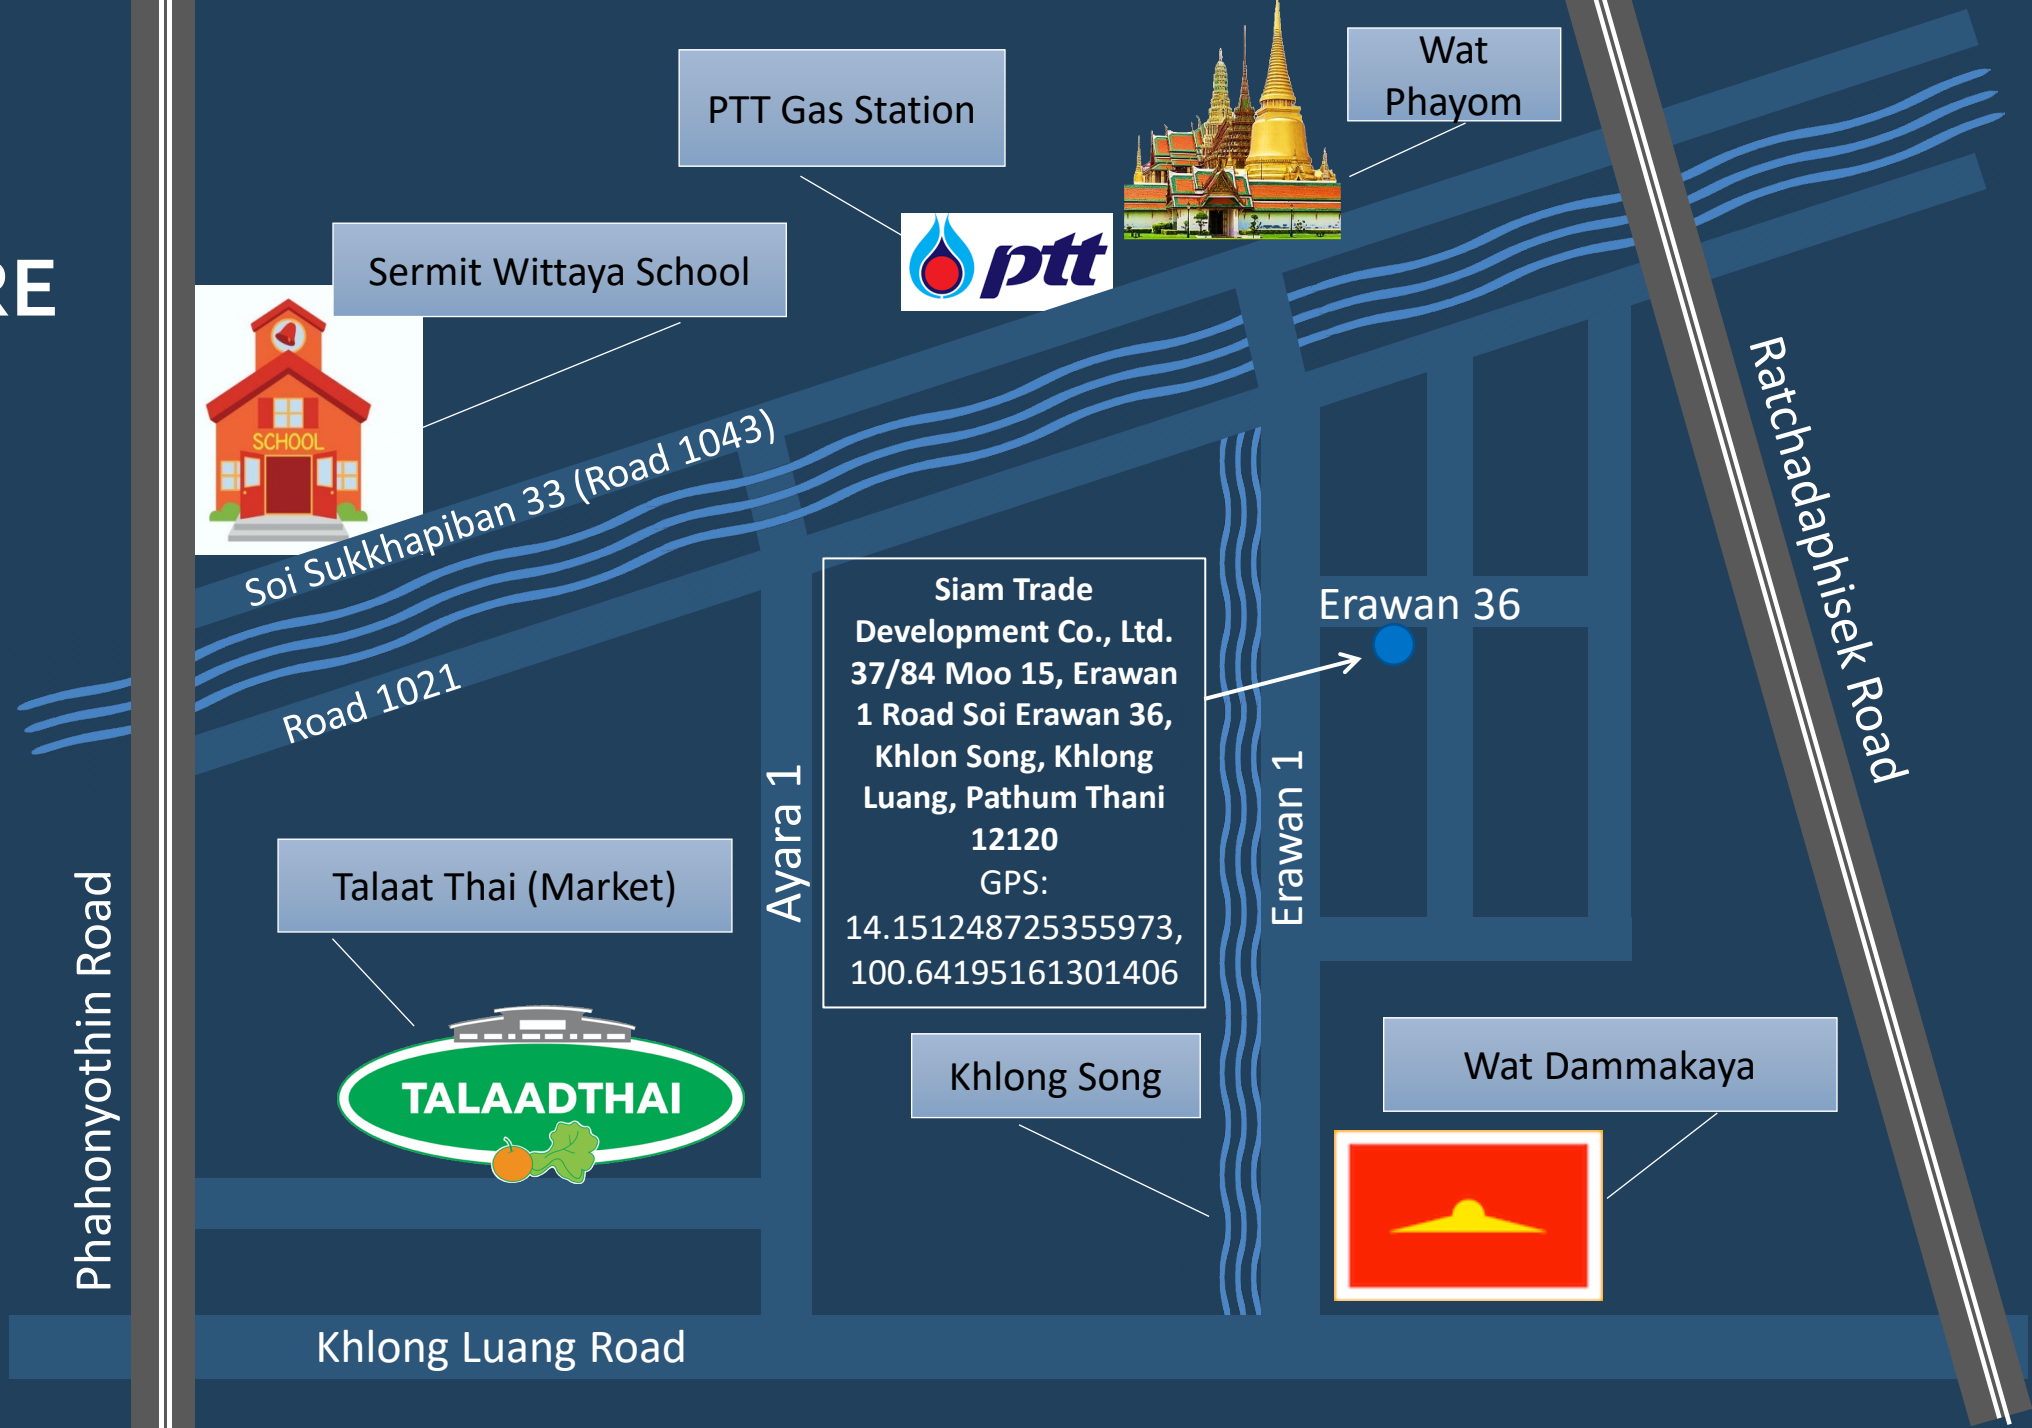 Wat
Phayom
PTT Gas Station
Sermit Wittaya School
ptt
RE
SCHOOL
Soi Sukkhapiban 33 (Road 1043)
Road 1021
Ratchadaphisek Road
Siam Trade
Development Co., Ltd.
37/84 Moo 15, Erawan
1 Road Soi Erawan 36,
Khlon Song, Khlong
Luang, Pathum Thani
12120
GPS:
14.151248725355973,
100.64195161301406
Erawan 36
Ayara 1
Erawan 1
Talaat Thai (Market)
TALAADTHAI
Phahonyothin Road
Khlong Song
Wat Dammakaya
Khlong Luang Road